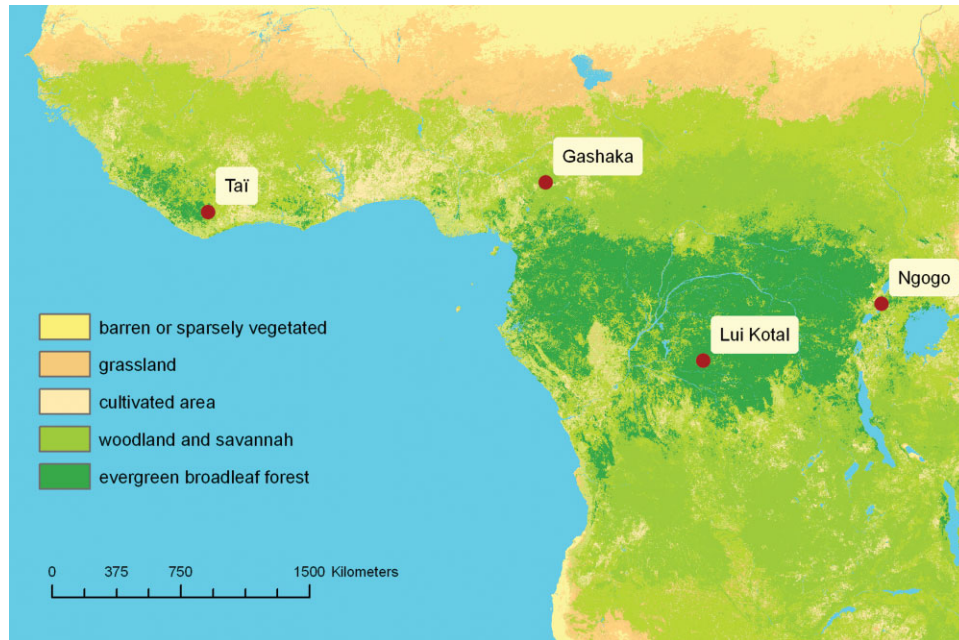 Gashaka
Taï
Ngogo
Lui Kotal
barren or sparsely vegetated
grassland
cultivated area
woodland and savannah
evergreen broadleaf forest
0 375 750 1500 Kilometers